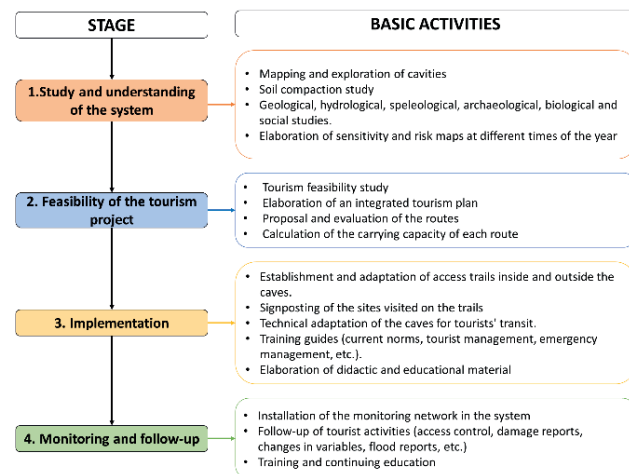 STAGE
BASIC ACTIVITIES
1.Study and understanding
of the system
• Mapping and exploration of cavities
• Soil compaction study
• Geological, hydrological, speleological, archaeological, biological and
social studies.
• Elaboration of sensitivity and risk maps at different times of the year
2. Feasibility of the tourism
project
• Tourism feasibility study
• Elaboration of an integrated tourism plan
• Proposal and evaluation of the routes
• Calculation of the carrying capacity of each route
3. Implementation
• Establishment and adaptation of access trails inside and outside the
caves.
• Signposting of the sites visited on the trails
• Technical adaptation of the caves for tourists' transit.
• Training guides (current norms, tourist management, emergency
management, etc.).
• Elaboration of didactic and educational material
4. Monitoring and follow-up
• Installation of the monitoring network in the system
• Follow-up of tourist activities (access control, damage reports,
changes in variables, flood reports, etc.)
• Training and continuing education